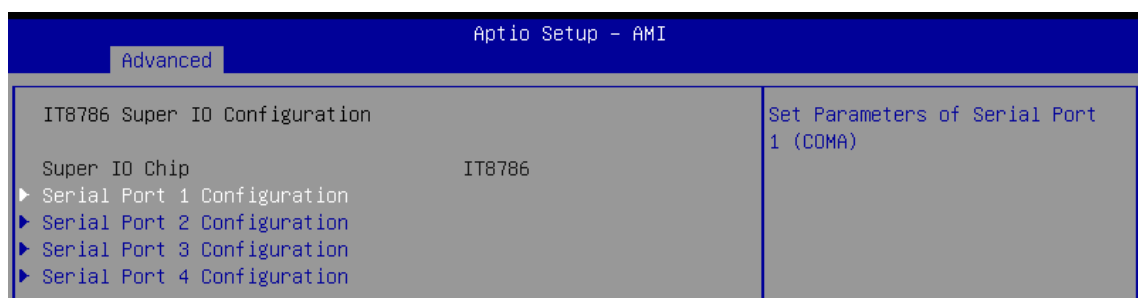 Aptio Setup – AMI
Advanced
IT8786 Super IO Configuration
Super IO Chip IT8786
Serial Port 1 Configuration
Serial Port 2 Configuration
Serial Port 3 Configuration
Serial Port 4 Configuration
Set Parameters of Serial Port
1 (COMA)